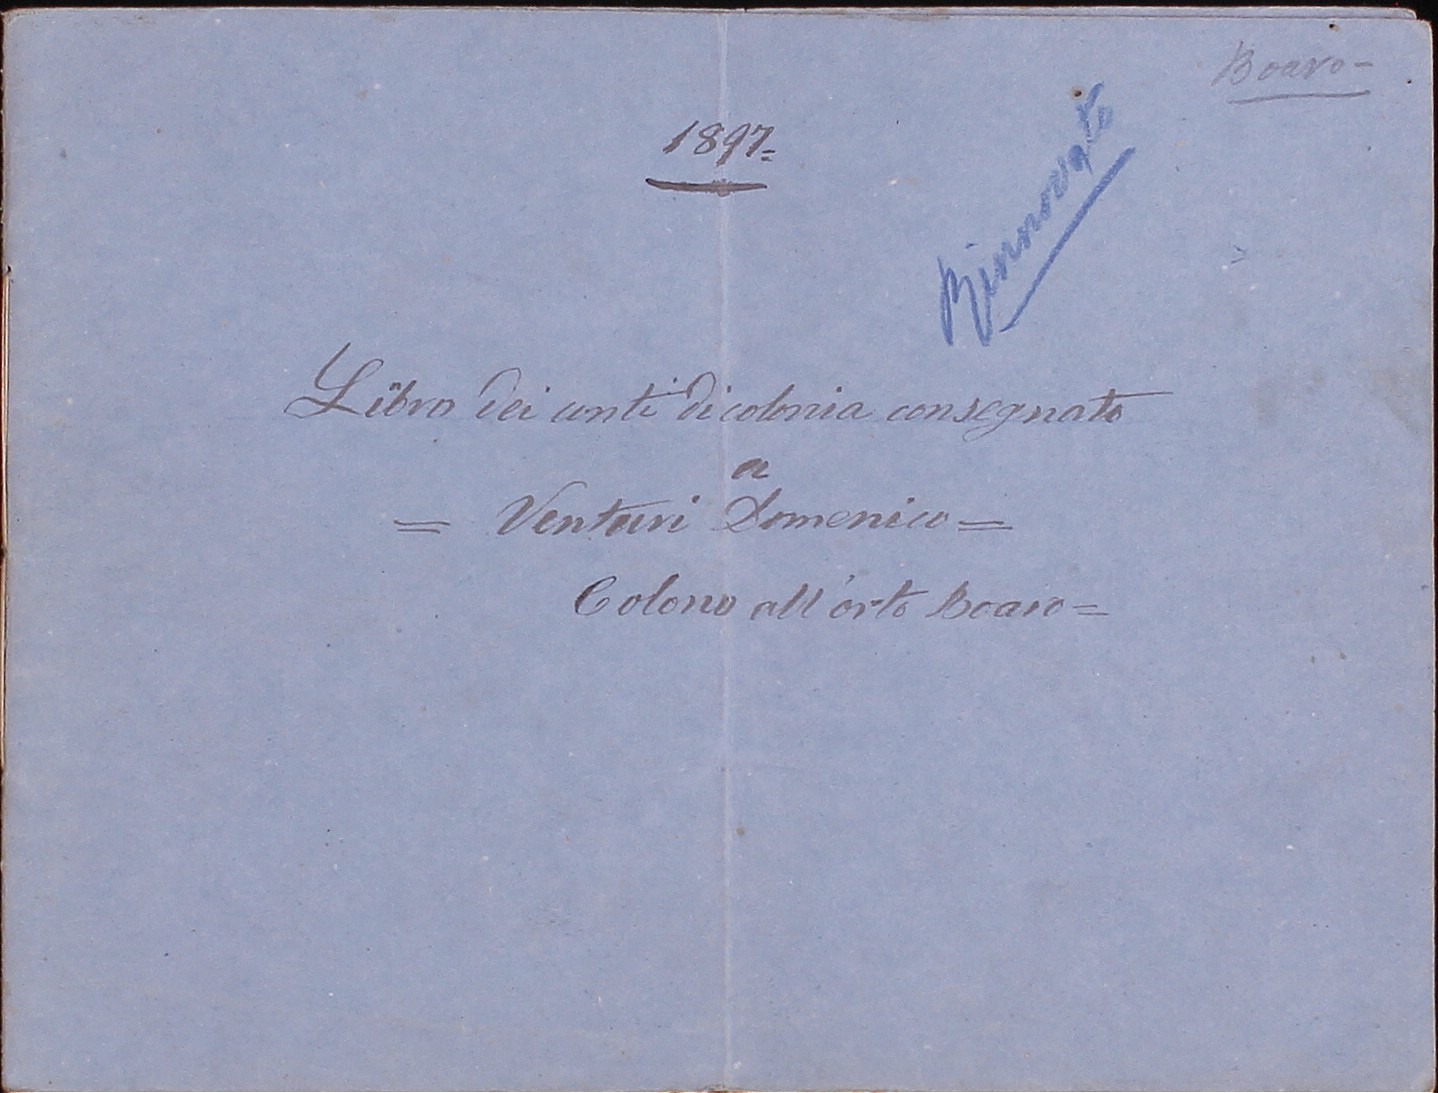 Boaro-
1897=
Rinnovato
Libro dei conti di colonia consegnato
a
= Venturi Domenico =
Colono all'orto Boaro=